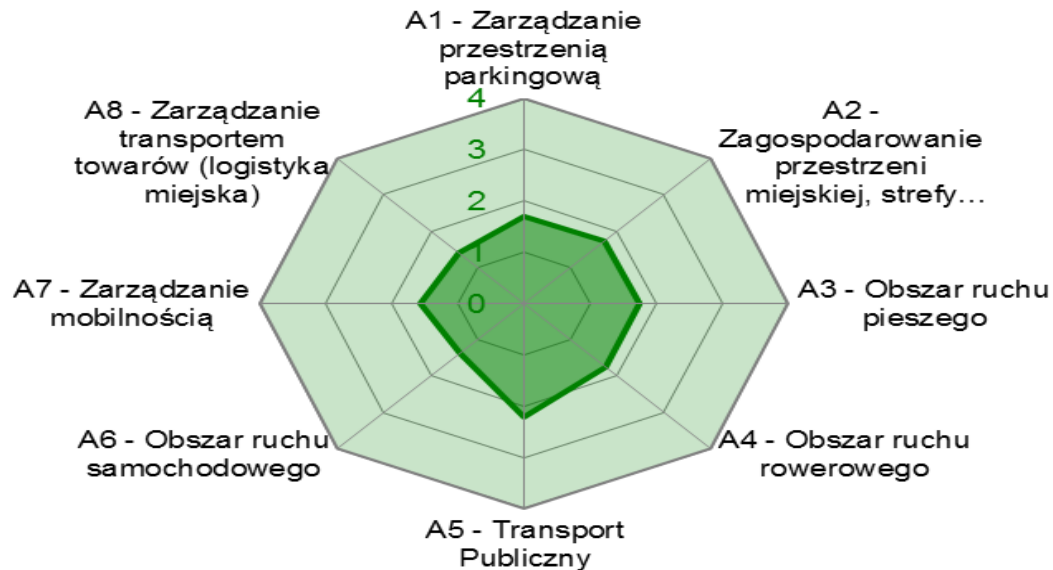 A1 - Zarządzanie
przestrzenią
parkingową
A2 -
Zagospodarowanie
przestrzeni
miejskiej, strefy...
A3 - Obszar ruchu
pieszego
A4 - Obszar ruchu
rowerowego
A5 - Transport
Publiczny
A6 - Obszar ruchu
samochodowego
A7 - Zarządzanie
mobilnością
A8 - Zarządzanie
transportem
towarów (logistyka
miejska)
4
3
2
1
0